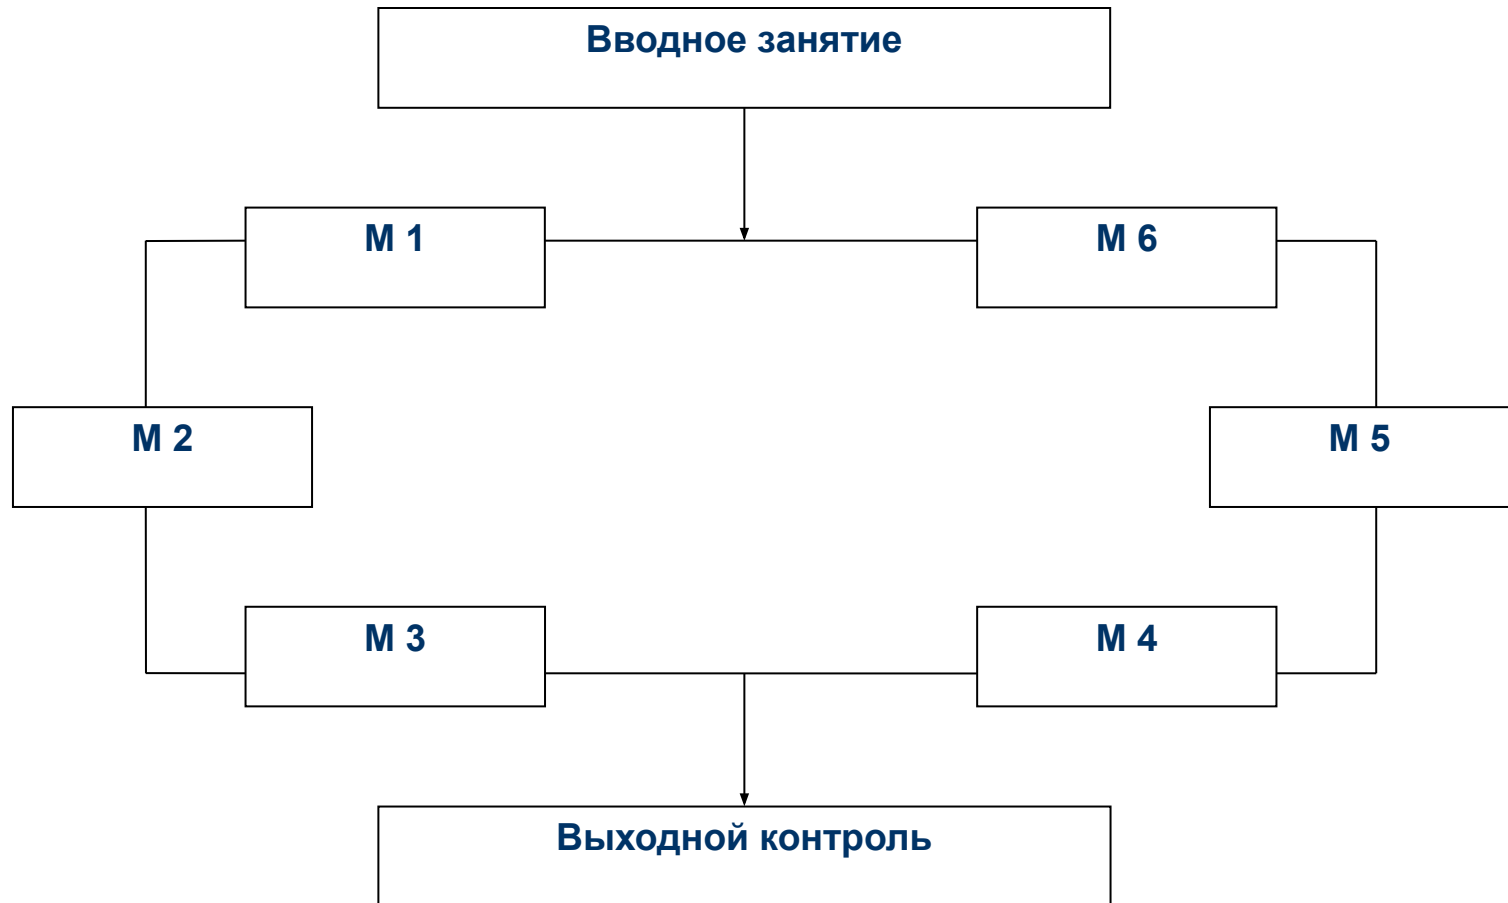 Вводное занятие
М 1
М 6
М 2
М 5
М 3
М 4
Выходной контроль